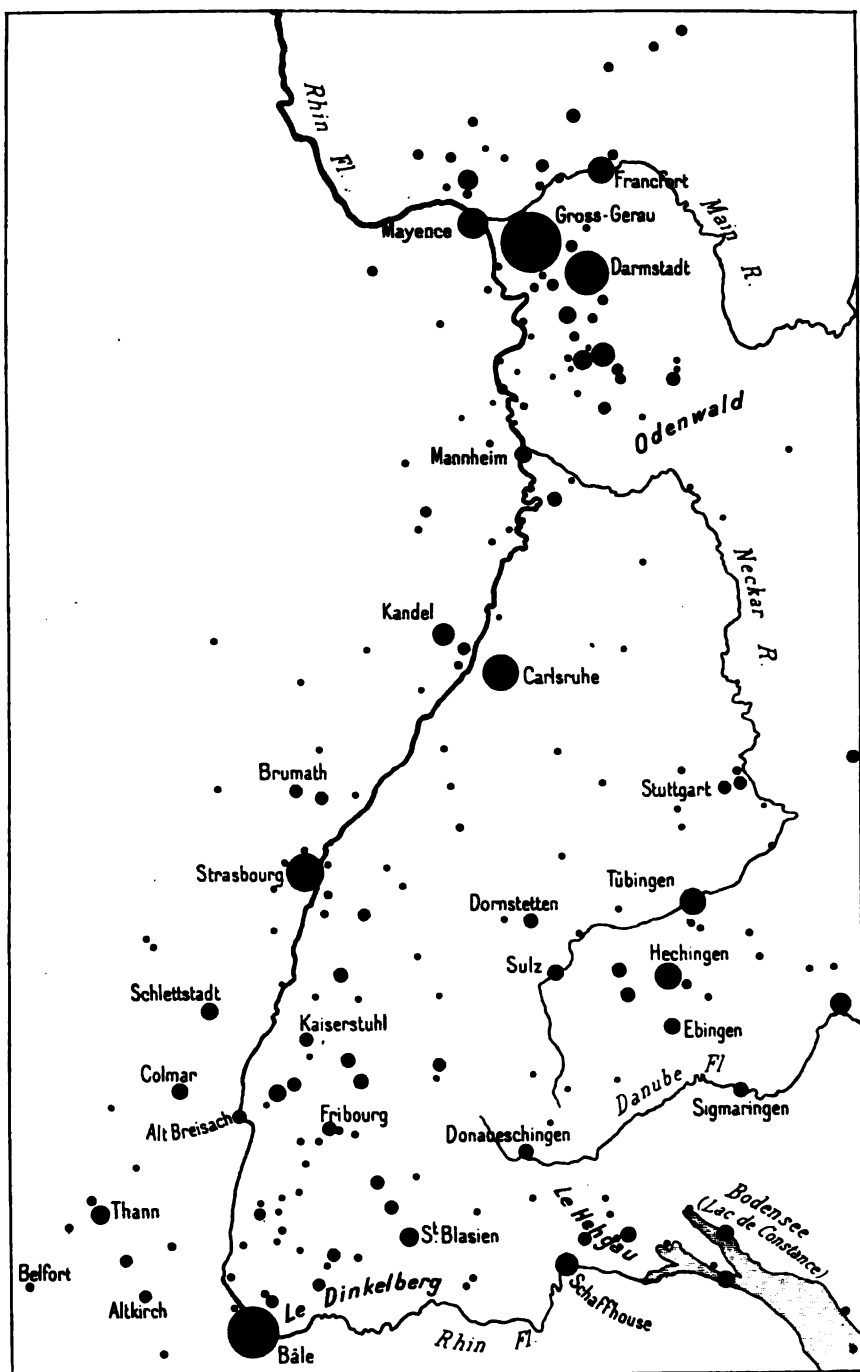 Rhin
Fl.
Francfort
Mayence
Gross-Gerau
Main
R.
Darmstadt
Odenwald
Mannheim
Neckar
R.
Kandel
Carlsruhe
Brumath
Stuttgart
Strasbourg
Tübingen
Dornstetten
Hechingen
Sulz
Schlettstadt
Kaiserstuhl
Ebingen
Colmar
Danube Fl
Alt Breisach
Fribourg
Sigmaringen
Donaueschingen
Thann
Le Hehgau
Bodensee
(Lac de Constance)
St. Blasien
Belfort
Altkirch
Le Dinkelberg
Schaffhouse
Rhin Fl.
Bâle